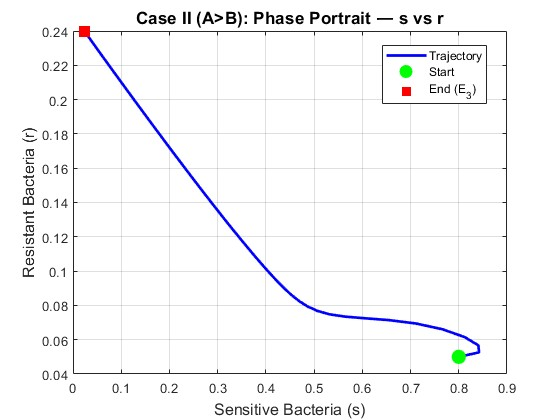 Case II (A>B): Phase Portrait — s vs r
Trajectory
Start
End (E3)
Resistant Bacteria (r)
0.24
0.22
0.2
0.18
0.16
0.14
0.12
0.1
0.08
0.06
0.04
0 0.1 0.2 0.3 0.4 0.5 0.6 0.7 0.8 0.9
Sensitive Bacteria (s)